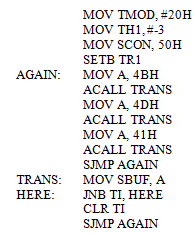 MOV TMOD, #20H
MOV TH1, #-3
MOV SCON, 50H
SETB TR1
AGAIN: MOV A, 4BH
ACALL TRANS
MOV A, 4DH
ACALL TRANS
MOV A, 41H
ACALL TRANS
SJMP AGAIN
TRANS: MOV SBUF, A
HERE: JNB TI, HERE
CLR TI
SJMP AGAIN